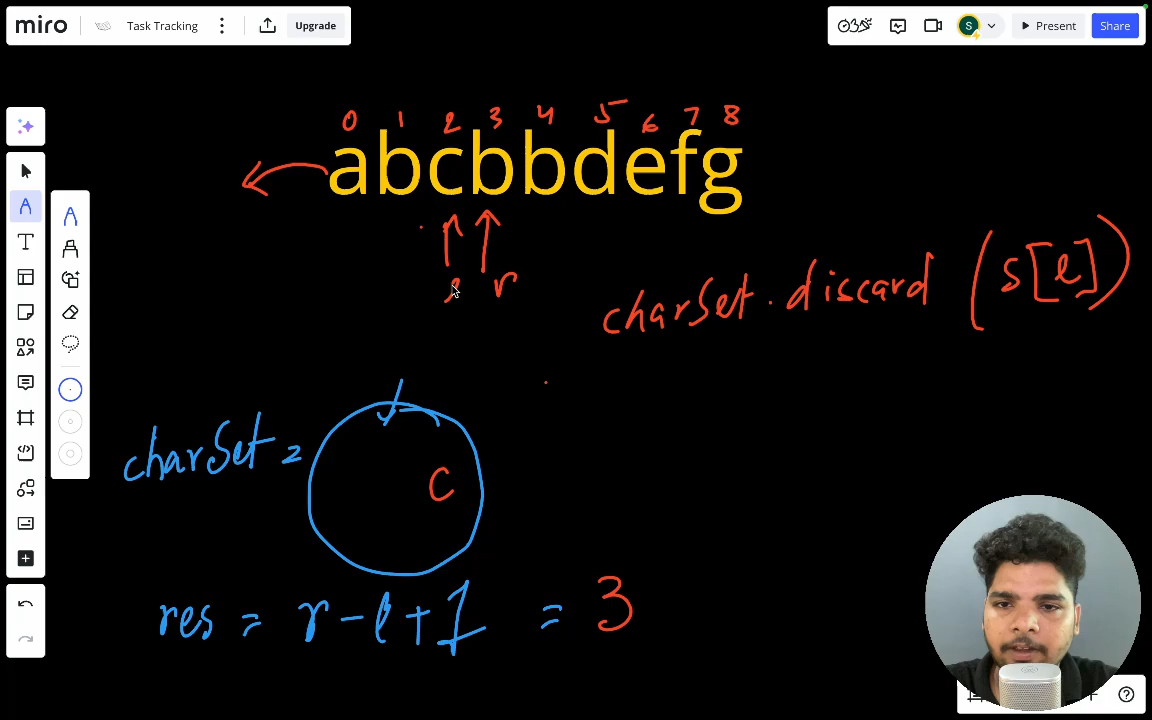 miro Task Tracking Upgrade S Present Share
0 1 2 3 4 5 6 7 8
abcbbdefg
l r
charSet.discard (s[l])
charSet =
C
res = r-l+1 = 3